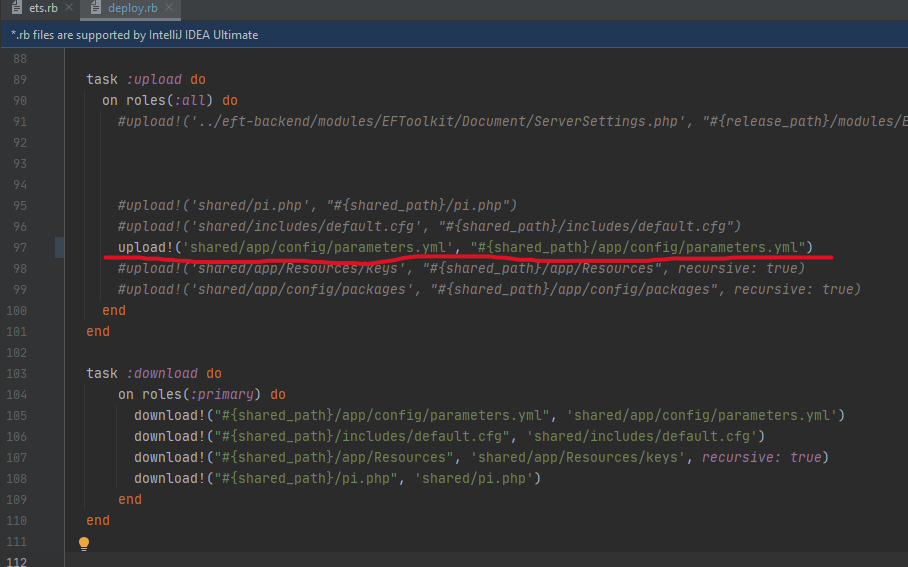 ets.rb deploy.rb
*.rb files are supported by IntelliJ IDEA Ultimate
88
89 task :upload do
90 on roles(:all) do
91 #upload!('../eft-backend/modules/EFToolkit/Document/ServerSettings.php', "#{release_path}/modules/E
92
93
94
95 #upload!('shared/pi.php', "#{shared_path}/pi.php")
96 #upload!('shared/includes/default.cfg', "#{shared_path}/includes/default.cfg")
97 upload!('shared/app/config/parameters.yml', "#{shared_path}/app/config/parameters.yml")
98 #upload!('shared/app/Resources/keys', "#{shared_path}/app/Resources", recursive: true)
99 #upload!('shared/app/config/packages', "#{shared_path}/app/config/packages", recursive: true)
100 end
101 end
102
103 task :download do
104 on roles(:primary) do
105 download!("#{shared_path}/app/config/parameters.yml", 'shared/app/config/parameters.yml')
106 download!("#{shared_path}/includes/default.cfg", 'shared/includes/default.cfg')
107 download!("#{shared_path}/app/Resources", 'shared/app/Resources/keys', recursive: true)
108 download!("#{shared_path}/pi.php", 'shared/pi.php')
109 end
110 end
111
112